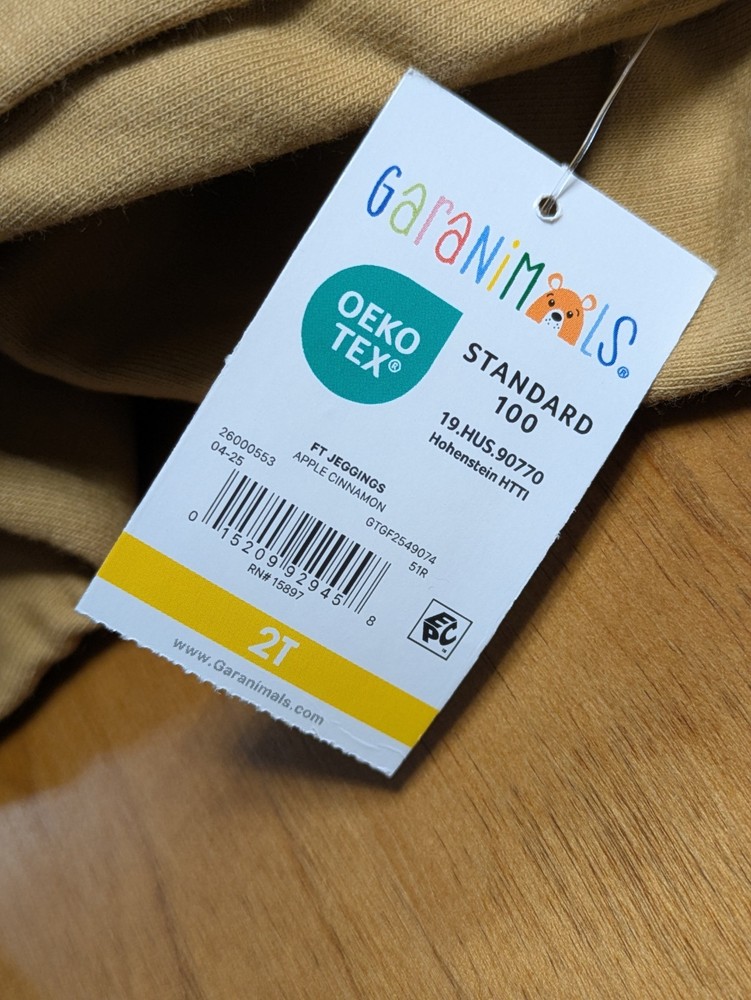 GaraNiMaLS®
OEKO
TEX®
STANDARD
100
19.HUS.90770
Hohenstein HTTI
26000553
04-25
FT JEGGINGS
APPLE CINNAMON
GTGF2549074
51R
0 15209 92945 8
RN# 15897
EPC™
2T
www.Garanimals.com